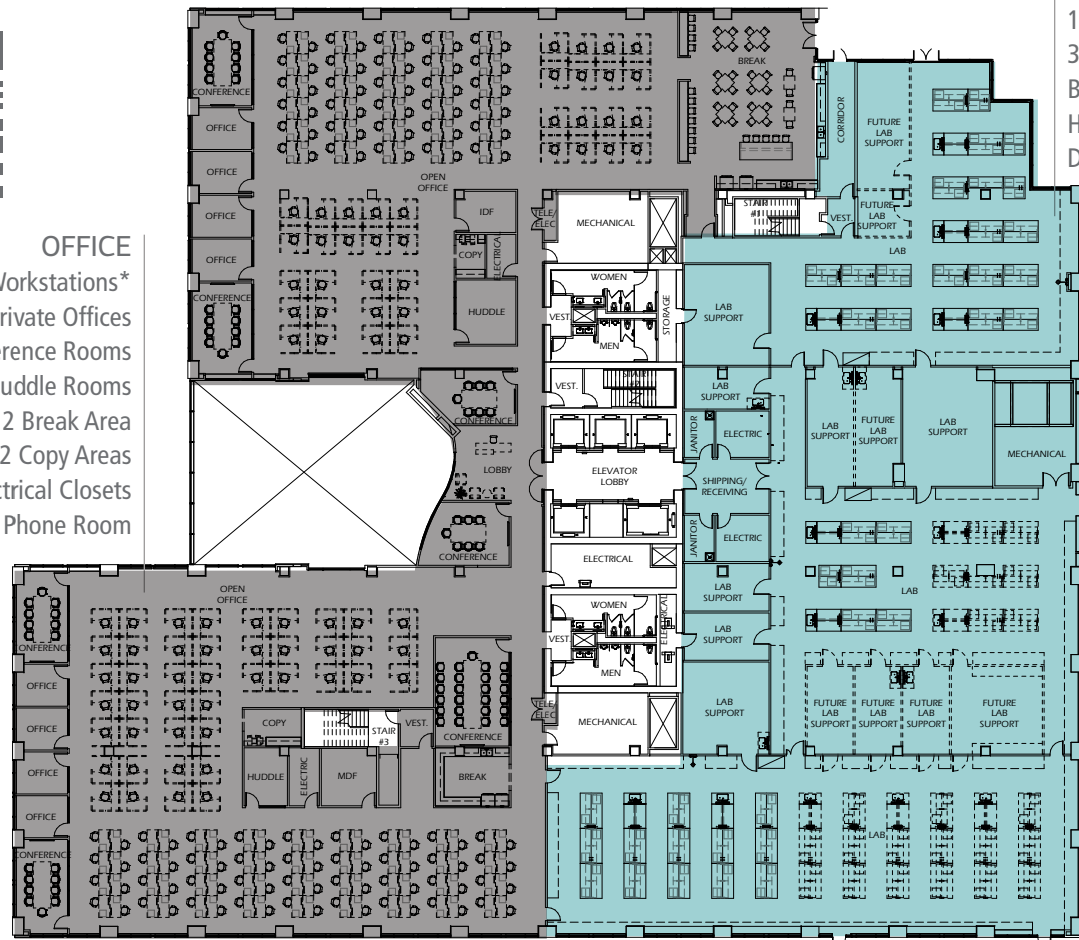 OFFICE
Workstations*
rivate Offices
erence Rooms
uddle Rooms
2 Break Area
2 Copy Areas
ctrical Closets
Phone Room
1
3
B
H
D
CONFERENCE
OFFICE
OFFICE
OFFICE
OFFICE
CONFERENCE
OPEN
OFFICE
BREAK
IDF
COPY
ELECTRICAL
HUDDLE
TELE/
ELEC
MECHANICAL
STAIR
#1
VEST.
CORRIDOR
FUTURE
LAB
SUPPORT
FUTURE
LAB
SUPPORT
LAB
WOMEN
VEST.
MEN
STORAGE
LAB
SUPPORT
VEST.
STAIR
#2
LAB
SUPPORT
JANITOR
ELECTRIC
CONFERENCE
LOBBY
CONFERENCE
ELEVATOR
LOBBY
SHIPPING/
RECEIVING
JANITOR
ELECTRIC
LAB
SUPPORT
FUTURE
LAB
SUPPORT
LAB
SUPPORT
MECHANICAL
ELECTRICAL
LAB
SUPPORT
LAB
WOMEN
VEST.
MEN
ELECTRICAL
LAB
SUPPORT
LAB
SUPPORT
TELE/
ELEC
MECHANICAL
FUTURE
LAB
SUPPORT
FUTURE
LAB
SUPPORT
FUTURE
LAB
SUPPORT
FUTURE
LAB
SUPPORT
LAB
OPEN
OFFICE
CONFERENCE
OFFICE
OFFICE
OFFICE
OFFICE
CONFERENCE
COPY
STAIR
#3
VEST.
CONFERENCE
HUDDLE
ELECTRIC
MDF
BREAK